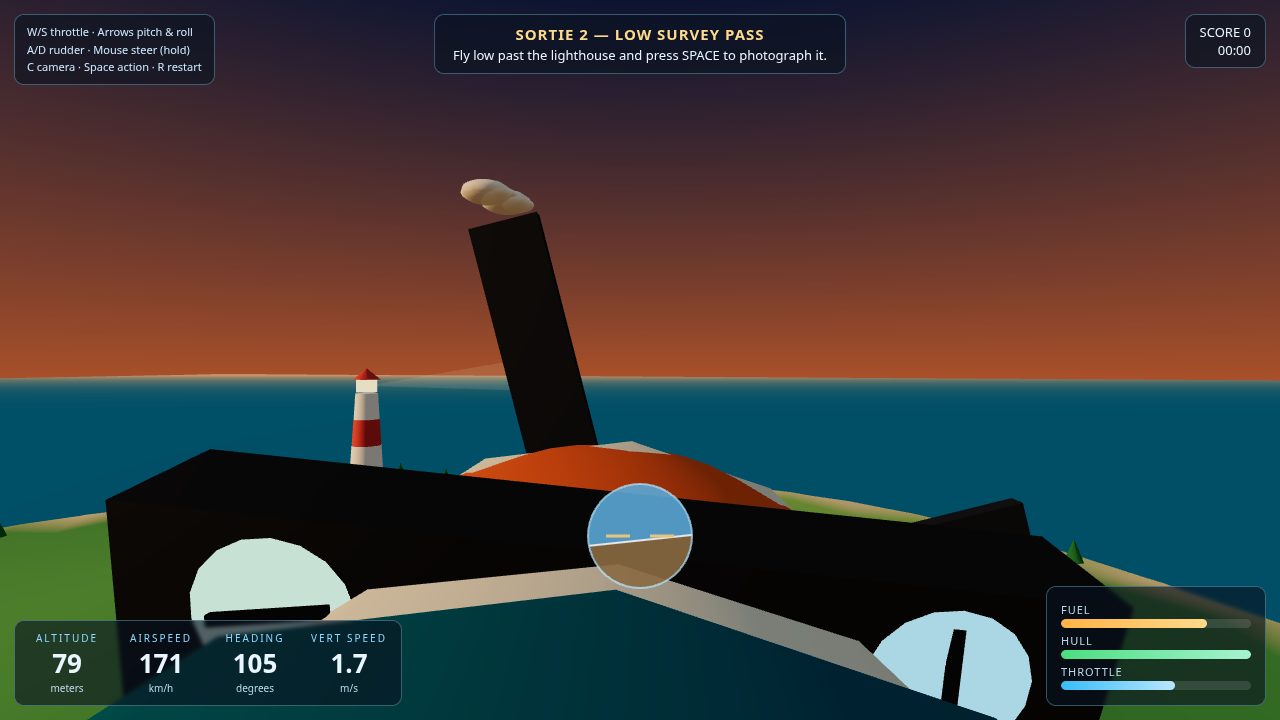 W/S throttle · Arrows pitch & roll
A/D rudder · Mouse steer (hold)
C camera · Space action · R restart
SORTIE 2 — LOW SURVEY PASS
Fly low past the lighthouse and press SPACE to photograph it.
SCORE 0
00:00
ALTITUDE AIRSPEED HEADING VERT SPEED
79 171 105 1.7
meters km/h degrees m/s
FUEL
HULL
THROTTLE